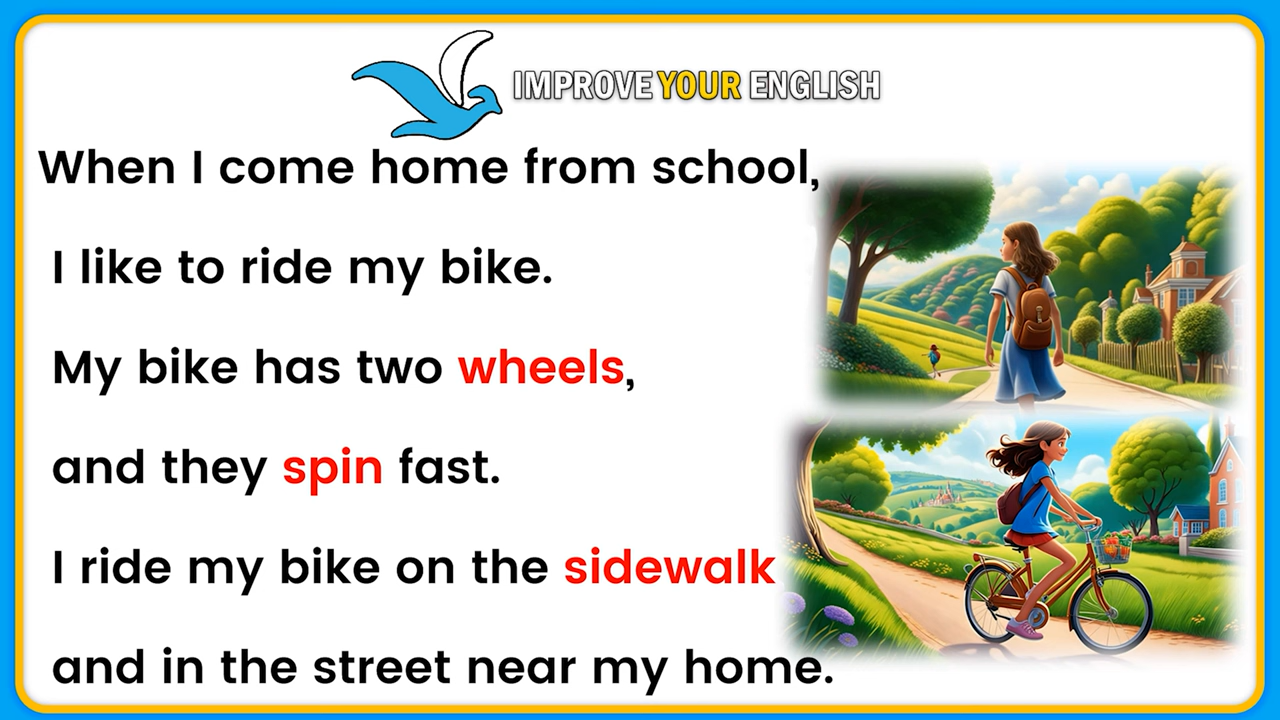 IMPROVE YOUR ENGLISH
When I come home from school,
I like to ride my bike.
My bike has two wheels,
and they spin fast.
I ride my bike on the sidewalk
and in the street near my home.